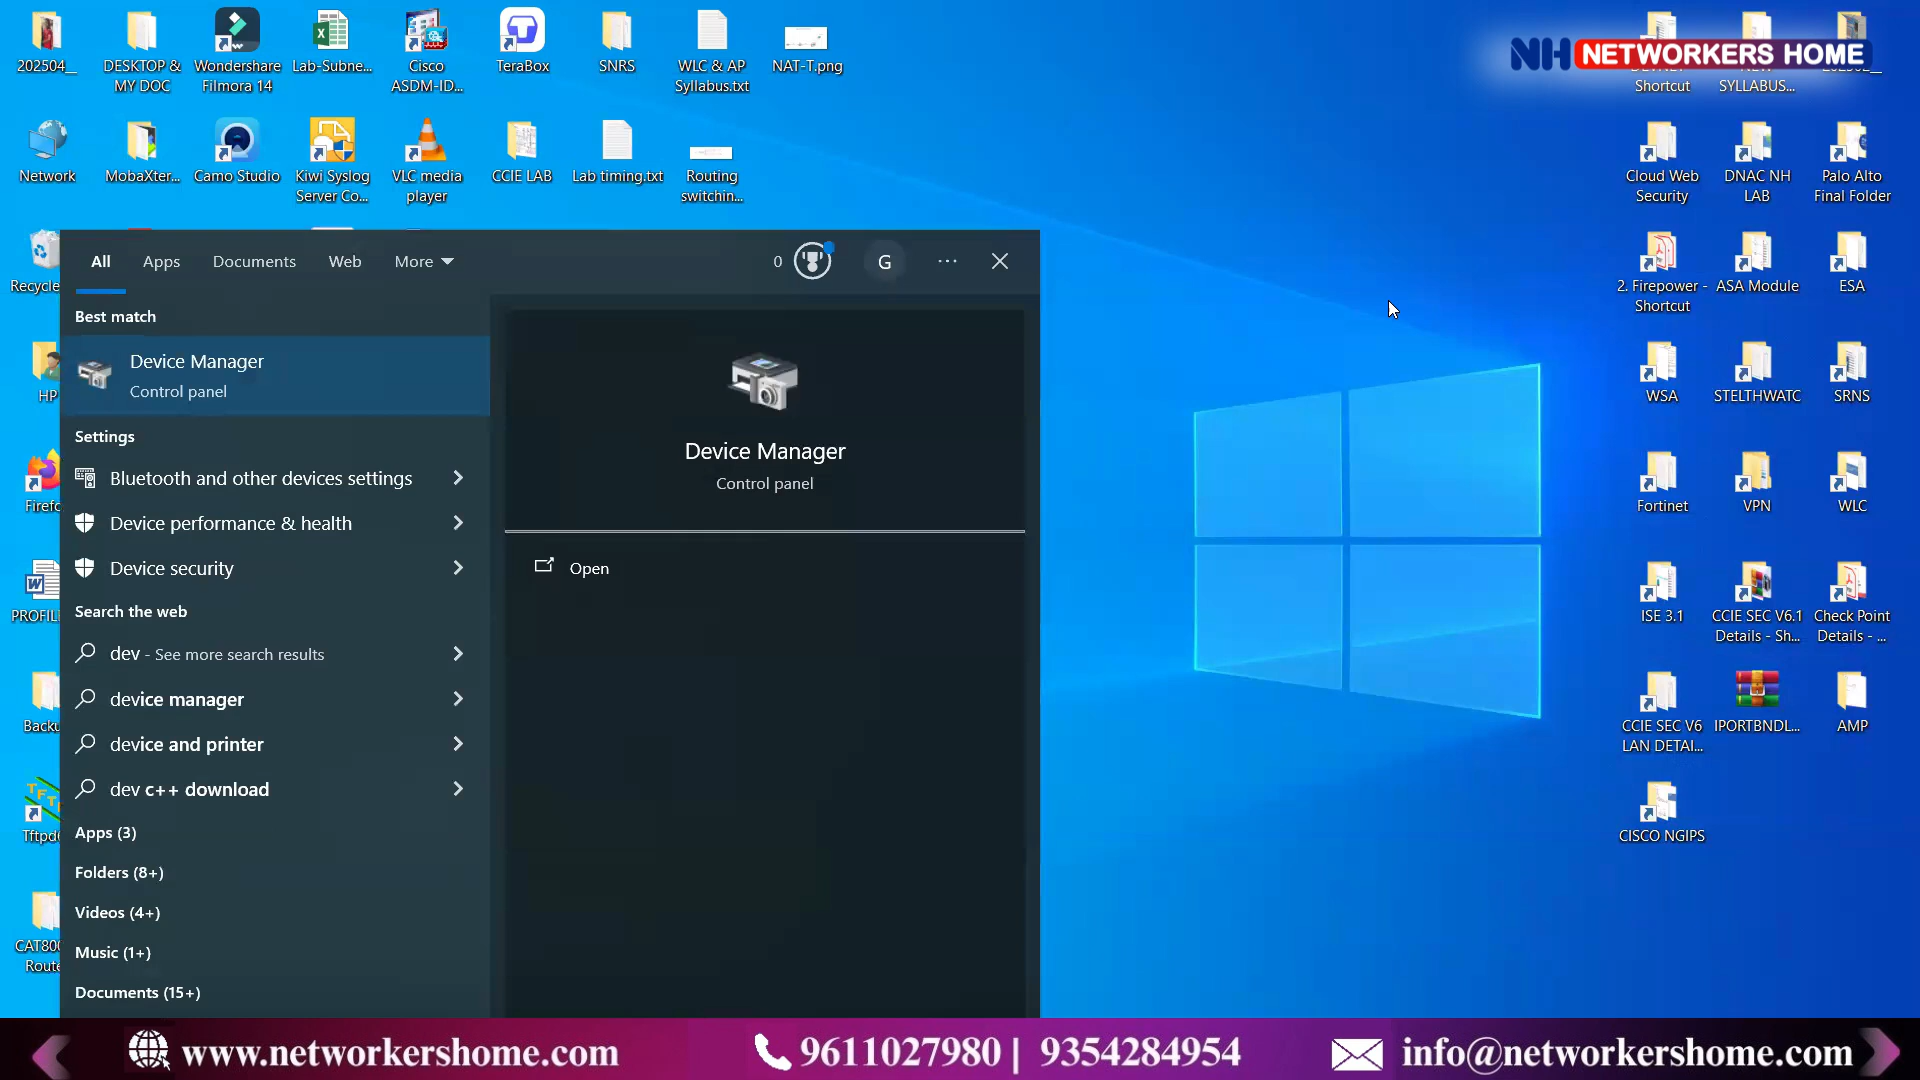 202504__
DESKTOP &
MY DOC
Wondershare
Filmora 14
Lab-Subne...
Cisco
ASDM-ID...
TeraBox
SNRS
WLC & AP
Syllabus.txt
NAT-T.png
Network
MobaXter...
Camo Studio
Kiwi Syslog
Server Co...
VLC media
player
CCIE LAB
Lab timing.txt
Routing
switchin...
NH NETWORKERS HOME
Shortcut
SYLLABUS...
Cloud Web
Security
DNAC NH
LAB
Palo Alto
Final Folder
2. Firepower -
Shortcut
ASA Module
ESA
WSA
STELTHWATC
SRNS
Fortinet
VPN
WLC
ISE 3.1
CCIE SEC V6.1
Details - Sh...
Check Point
Details - ...
CCIE SEC V6
LAN DETAI...
IPORTBNDL...
AMP
CISCO NGIPS
Recycle
HP
Firefo
PROFIL
Backu
Tftpd
CAT800
Route
All
Apps
Documents
Web
More
0
G
Best match
Device Manager
Control panel
Settings
Bluetooth and other devices settings
Device performance & health
Device security
Search the web
dev - See more search results
device manager
device and printer
dev c++ download
Apps (3)
Folders (8+)
Videos (4+)
Music (1+)
Documents (15+)
Device Manager
Control panel
Open
www.networkershome.com
9611027980 | 9354284954
info@networkershome.com